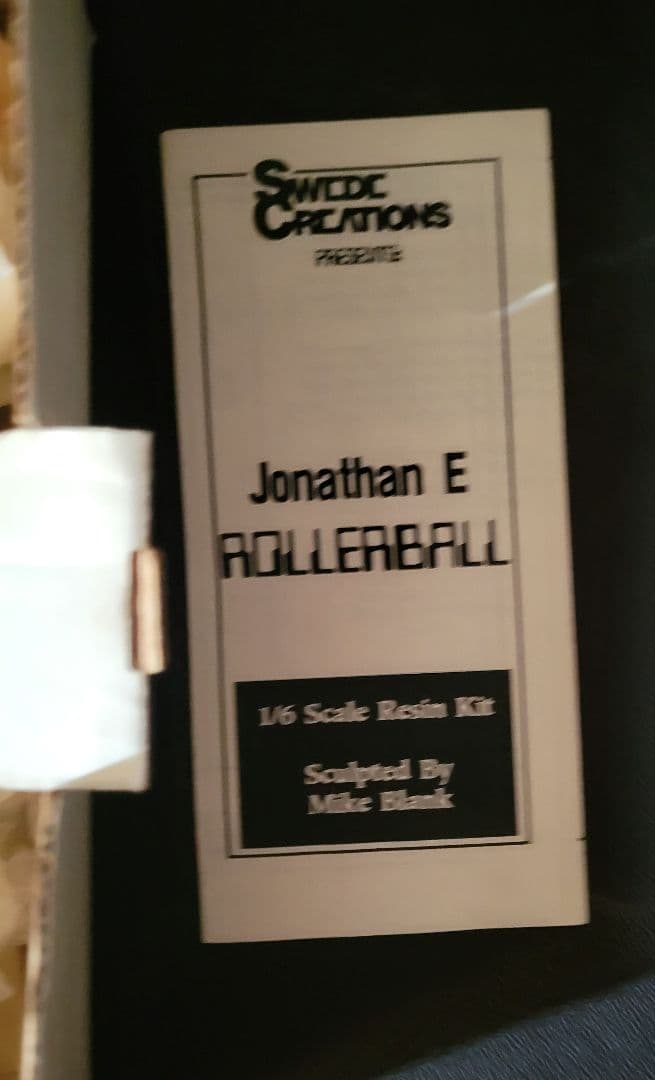 SWEDE
CREATIONS
PRESENTS
Jonathan E
ROLLERBALL
1/6 Scale Resin Kit
Sculpted By
Mike Blank